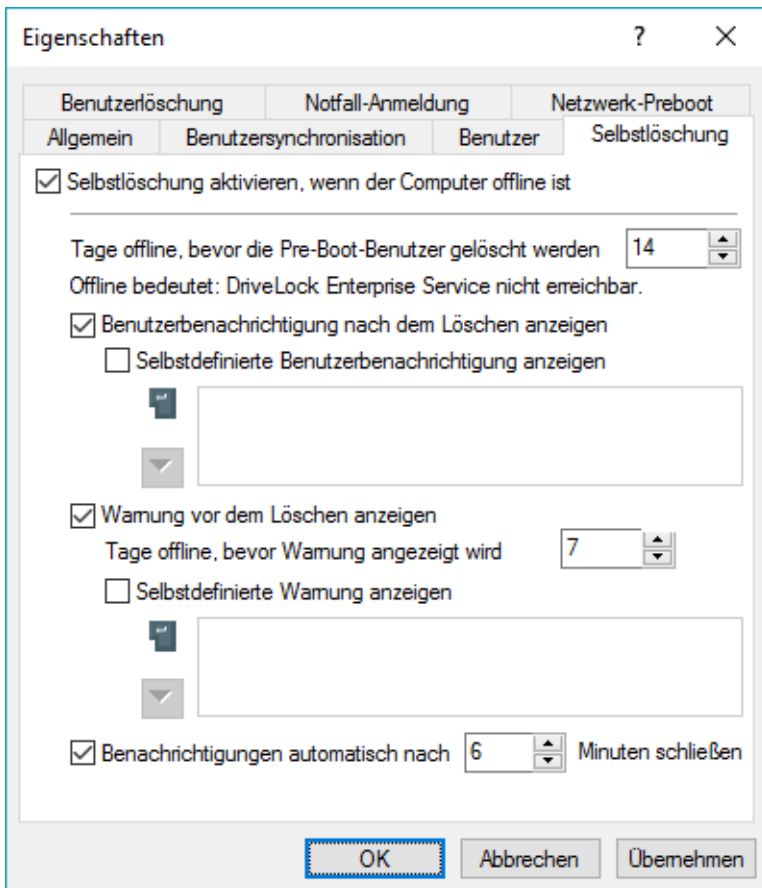 Eigenschaften
?
Benutzerlöschung
Notfall-Anmeldung
Netzwerk-Preboot
Allgemein
Benutzersynchronisation
Benutzer
Selbstlöschung
Selbstlöschung aktivieren, wenn der Computer offline ist
Tage offline, bevor die Pre-Boot-Benutzer gelöscht werden 14
Offline bedeutet: DriveLock Enterprise Service nicht erreichbar.
Benutzerbenachrichtigung nach dem Löschen anzeigen
Selbstdefinierte Benutzerbenachrichtigung anzeigen
Warnung vor dem Löschen anzeigen
Tage offline, bevor Warnung angezeigt wird 7
Selbstdefinierte Warnung anzeigen
Benachrichtigungen automatisch nach 6 Minuten schließen
OK
Abbrechen
Übernehmen